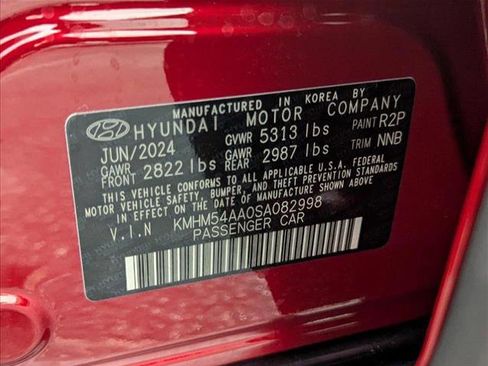 MANUFACTURED IN KOREA BY
HYUNDAI MOTOR COMPANY
JUN/2024 GVWR 5313 lbs PAINT R2P
GAWR FRONT 2822 lbs GAWR REAR 2987 lbs TRIM NNB
THIS VEHICLE CONFORMS TO ALL APPLICABLE U.S.A. FEDERAL
MOTOR VEHICLE SAFETY, BUMPER, AND THEFT PREVENTION STANDARDS
IN EFFECT ON THE DATE OF MANUFACTURE SHOWN ABOVE.
V.I.N KMHM54AA0SA082998
PASSENGER CAR